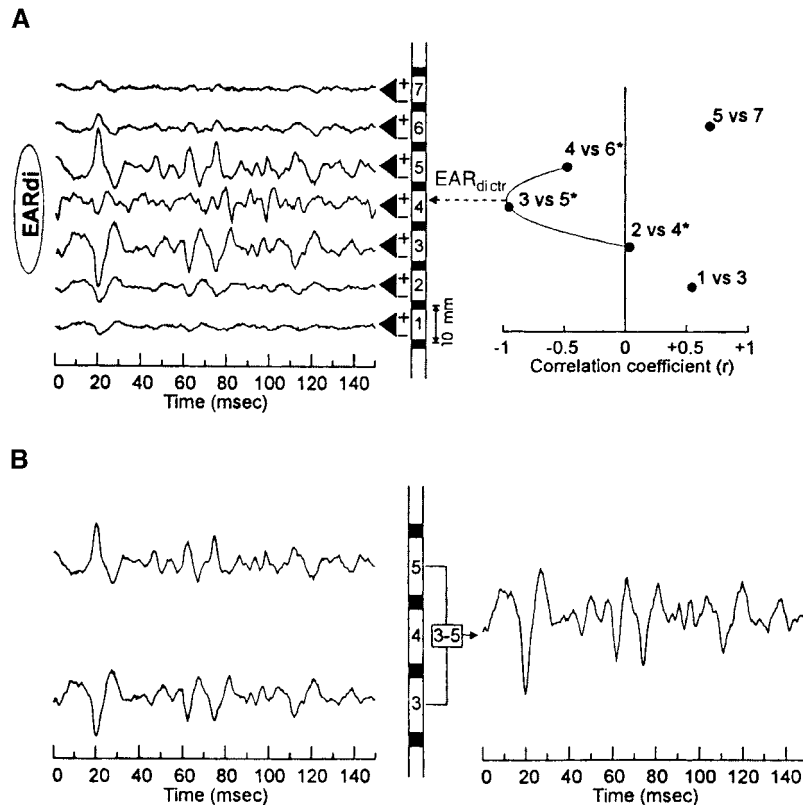 A
+
− 7
+
− 6
+
− 5
+
− 4
+
− 3
+
− 2
+
− 1
EARdi
10 mm
0 20 40 60 80 100 120 140
Time (msec)
EARdi ctr
5 vs 7
4 vs 6*
3 vs 5*
2 vs 4*
1 vs 3
-1 -0.5 0 +0.5 +1
Correlation coefficient (r)
B
5
4
3
3-5
0 20 40 60 80 100 120 140
Time (msec)
0 20 40 60 80 100 120 140
Time (msec)